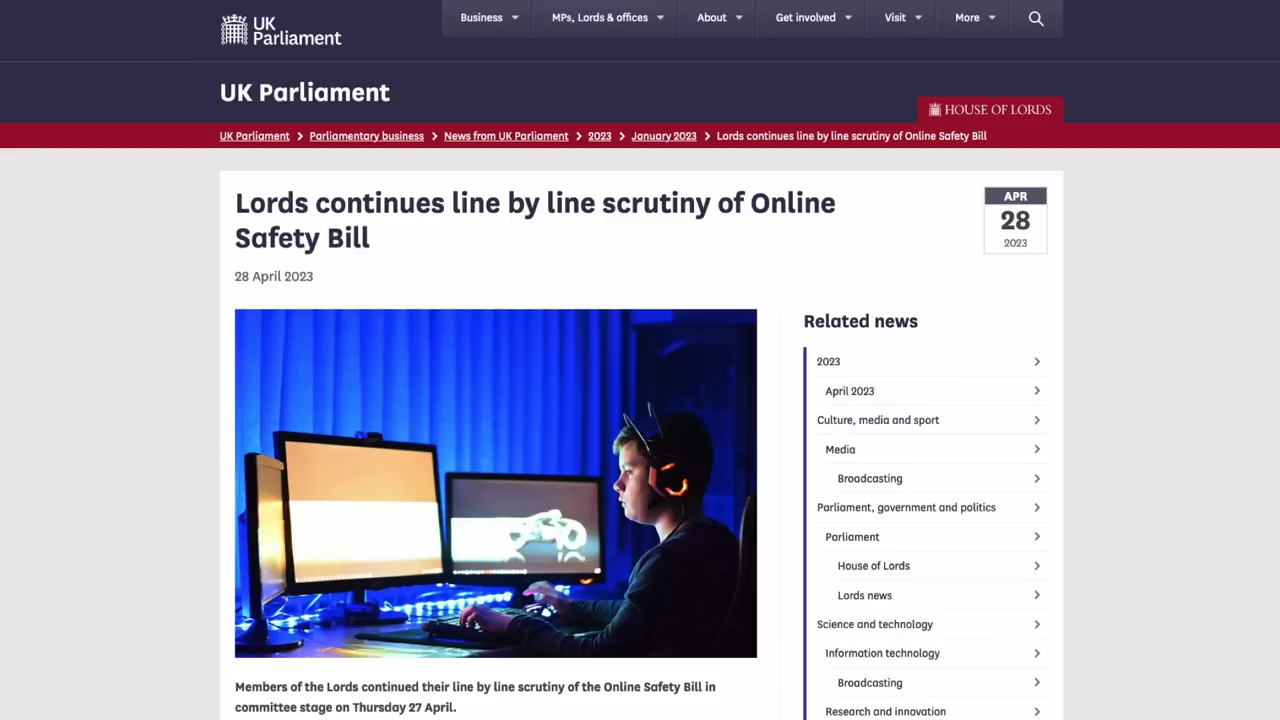 UK
Parliament
Business
MPs, Lords & offices
About
Get involved
Visit
More
UK Parliament
HOUSE OF LORDS
UK Parliament
Parliamentary business
News from UK Parliament
2023
January 2023
Lords continues line by line scrutiny of Online Safety Bill
Lords continues line by line scrutiny of Online
Safety Bill
28 April 2023
APR
28
2023
Related news
2023
April 2023
Culture, media and sport
Media
Broadcasting
Parliament, government and politics
Parliament
House of Lords
Lords news
Science and technology
Information technology
Broadcasting
Research and innovation
Members of the Lords continued their line by line scrutiny of the Online Safety Bill in
committee stage on Thursday 27 April.